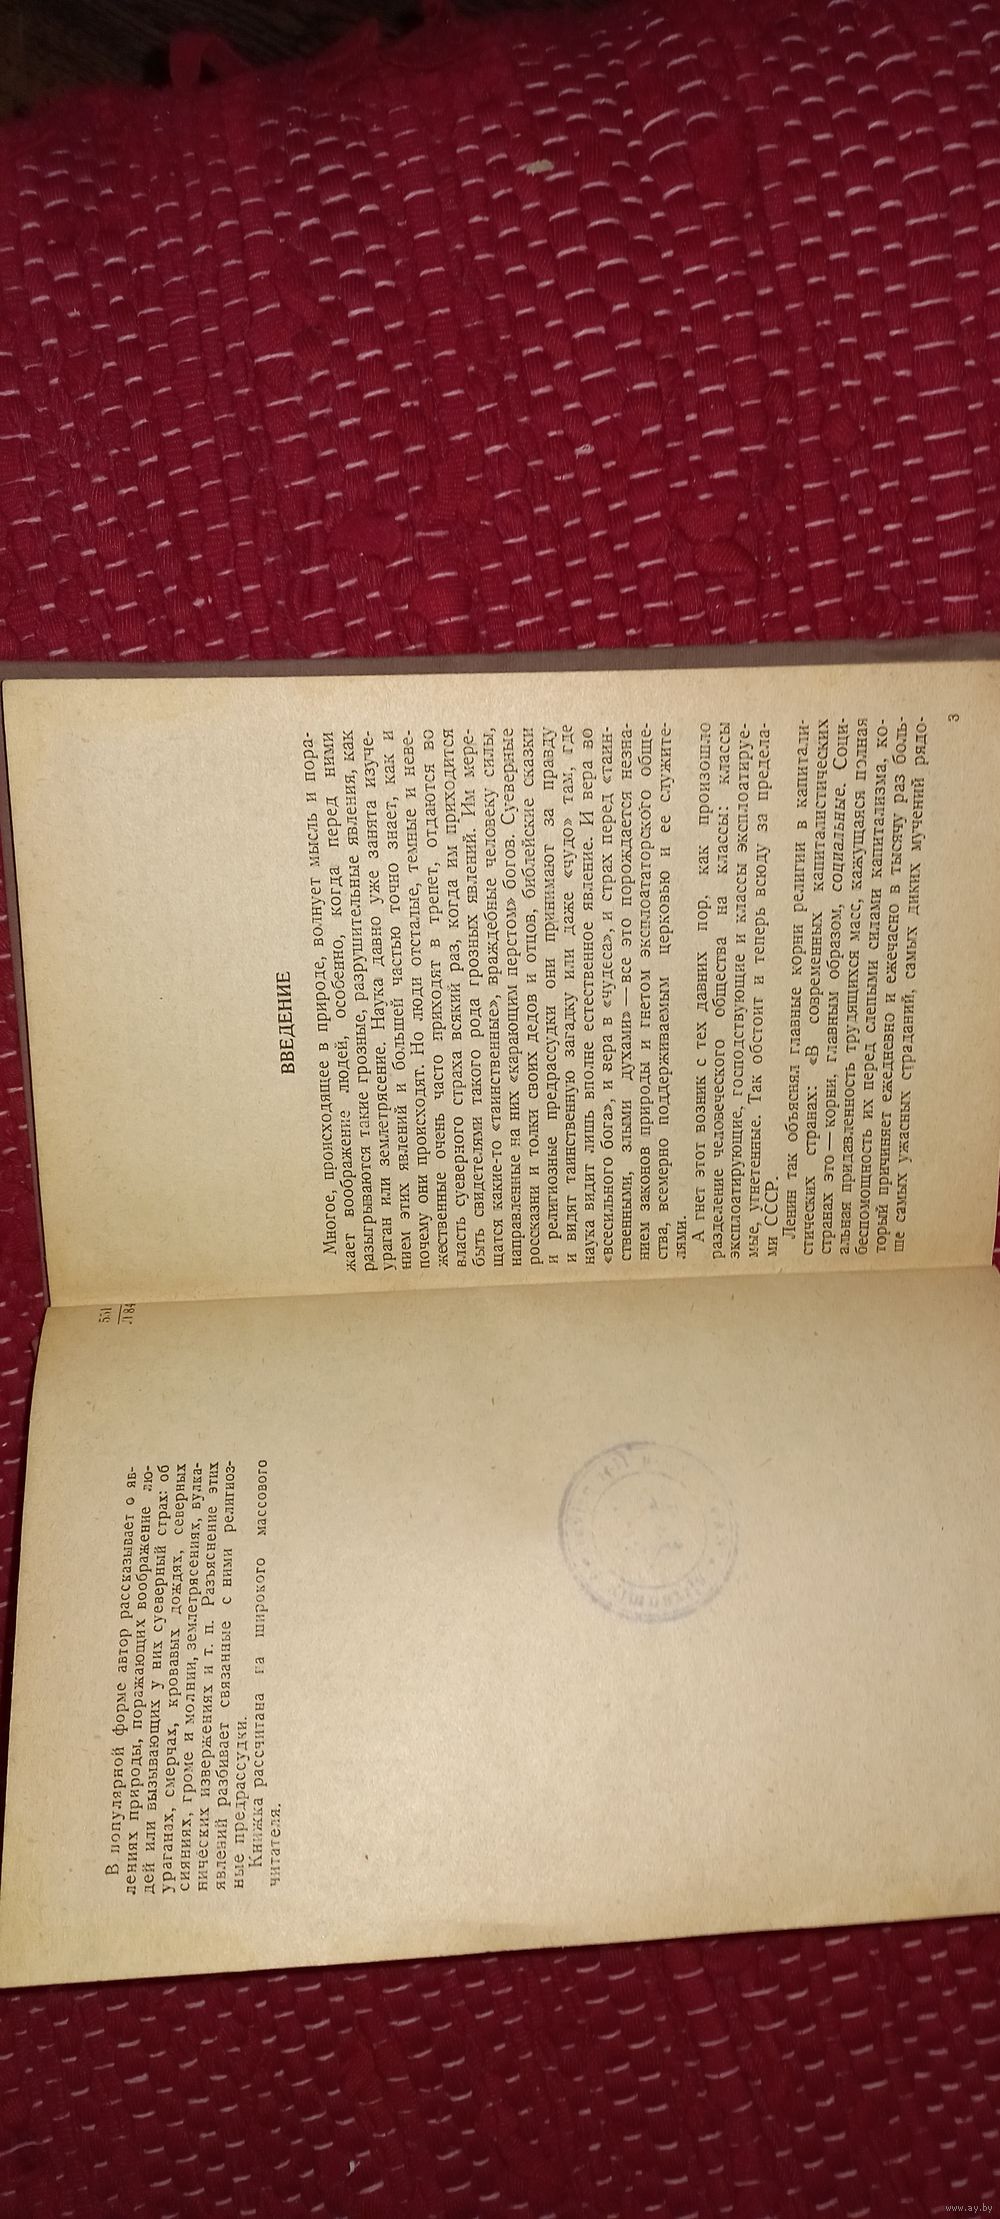 В популярной форме автор рассказывает о яв-
лениях природы, поражающих воображение лю-
дей или вызывающих у них суеверный страх: об
ураганах, смерчах, кровавых дождях, северных
сияниях, громе и молнии, землетрясениях, вулка-
нических извержениях и т. п. Разъяснение этих
явлений разбивает связанные с ними религиоз-
ные предрассудки.
Книжка рассчитана на широкого массового
читателя.
551
Л 84
ВВЕДЕНИЕ
Многое, происходящее в природе, волнует мысль и пора-
жает воображение людей, особенно, когда перед ними
разыгрываются такие грозные, разрушительные явления, как
ураган или землетрясение. Наука давно уже занята изуче-
нием этих явлений и большей частью точно знает, как и
почему они происходят. Но люди отсталые, темные и неве-
жественные очень часто приходят в трепет, отдаются во
власть суеверного страха всякий раз, когда им приходится
быть свидетелями такого рода грозных явлений. Им мере-
щатся какие-то «таинственные», враждебные человеку силы,
направленные на них «карающим перстом» богов. Суеверные
россказни и толки своих дедов и отцов, библейские сказки
и религиозные предрассудки они принимают за правду
и видят таинственную загадку или даже «чудо» там, где
наука видит лишь вполне естественное явление. И вера во
«всесильного бога», и вера в «чудеса», и страх перед «таин-
ственными, злыми духами» — все это порождается незна-
нием законов природы и гнетом эксплоататорского обще-
ства, всемерно поддерживаемым церковью и ее служите-
лями.
А гнет этот возник с тех давних пор, как произошло
разделение человеческого общества на классы: классы
эксплоатирующие, господствующие и классы эксплоатируе-
мые, угнетенные. Так обстоит и теперь всюду за предела-
ми СССР.
Ленин так объяснял главные корни религии в капитали-
стических странах: «В современных капиталистических
странах это — корни, главным образом, социальные. Соци-
альная придавленность трудящихся масс, кажущаяся полная
беспомощность их перед слепыми силами капитализма, ко-
торый причиняет ежедневно и ежечасно в тысячу раз боль-
ше самых ужасных страданий, самых диких мучений рядо-
3
www.ay.by